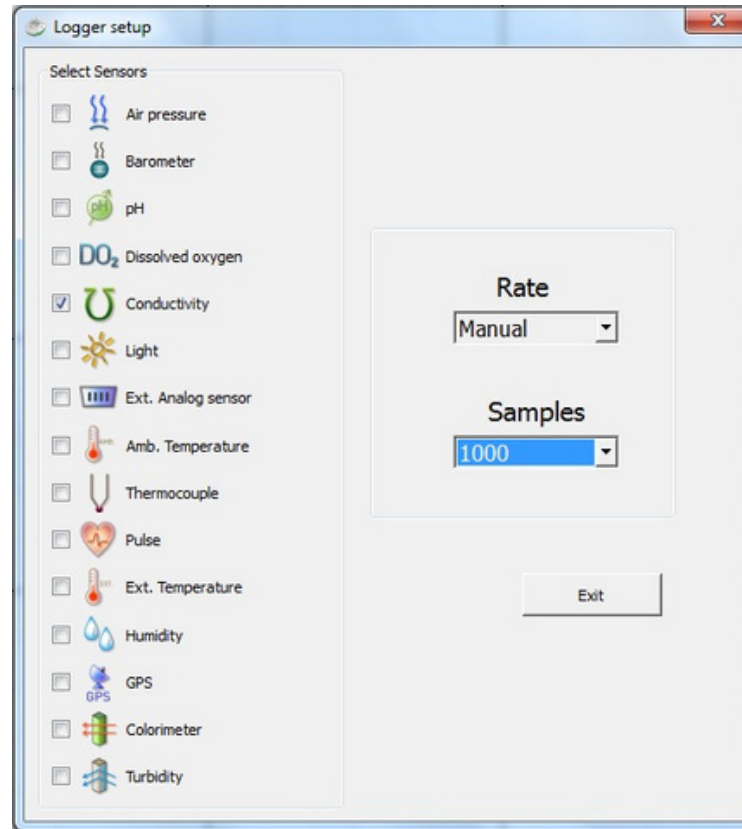 Logger setup
Select Sensors
Air pressure
Barometer
pH pH
DO₂ Dissolved oxygen
Conductivity
Light
Ext. Analog sensor
Amb. Temperature
Thermocouple
Pulse
Ext. Temperature
Humidity
GPS GPS
Colorimeter
Turbidity
Rate
Manual
Samples
1000
Exit